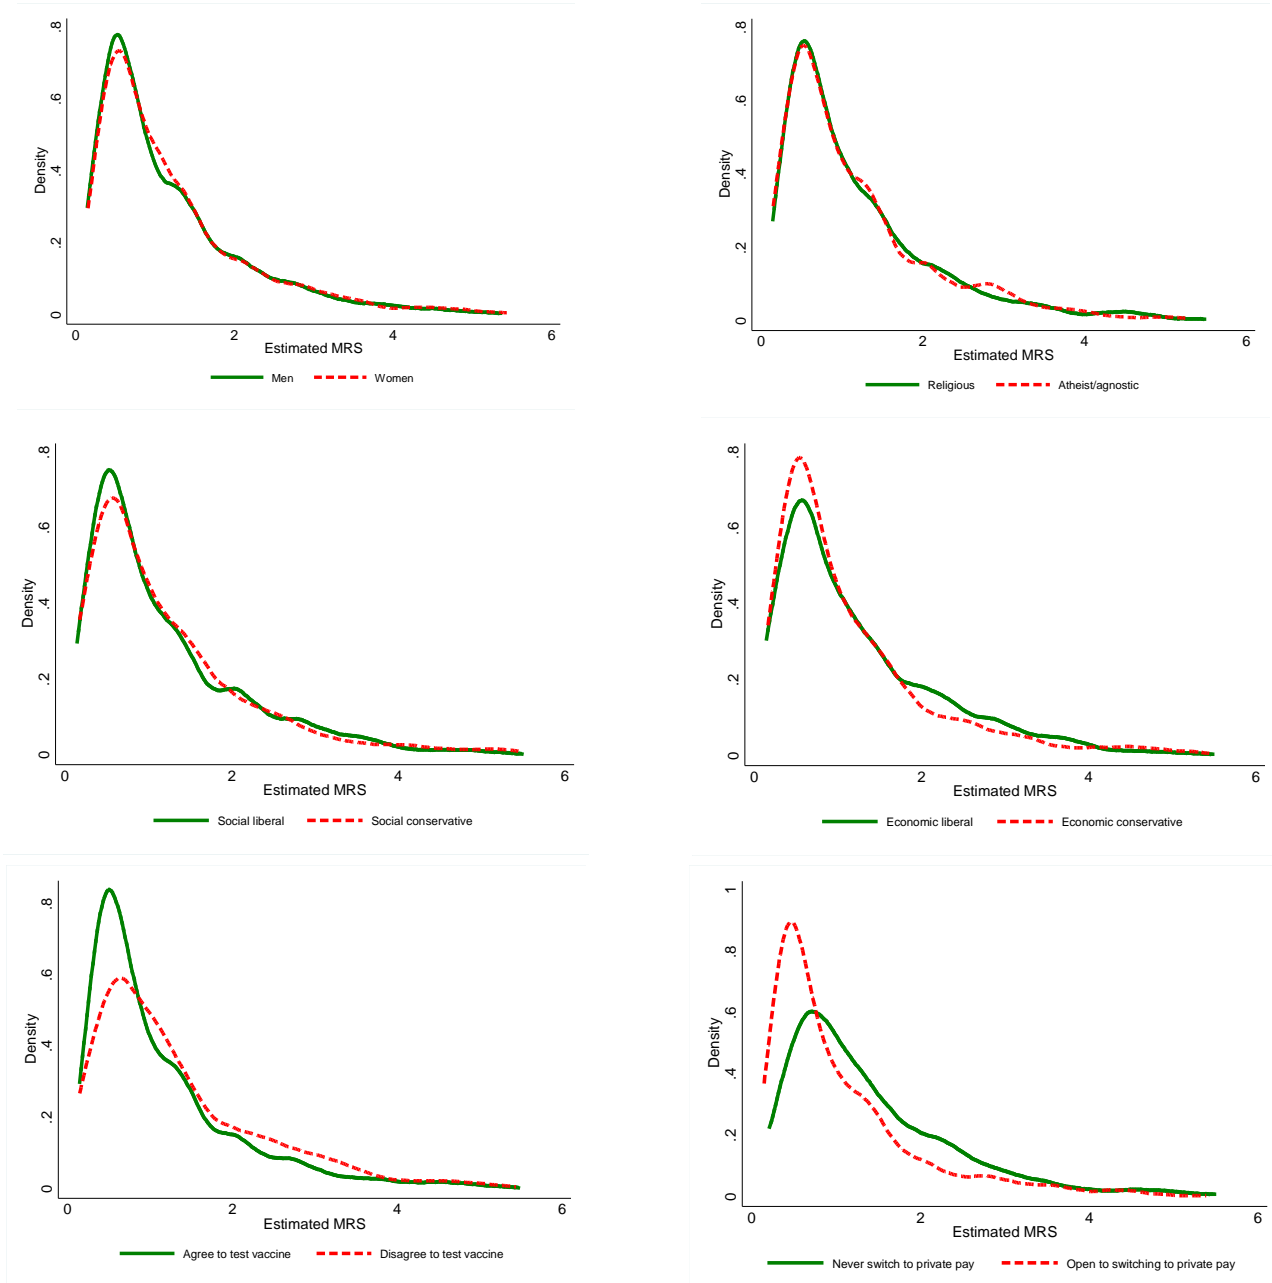 .8
.6
.4
.2
0
Density
0 2 4 6
Estimated MRS
Men Women
.8
.6
.4
.2
0
Density
0 2 4 6
Estimated MRS
Religious Atheist/agnostic
.8
.6
.4
.2
0
Density
0 2 4 6
Estimated MRS
Social liberal Social conservative
.8
.6
.4
.2
0
Density
0 2 4 6
Estimated MRS
Economic liberal Economic conservative
.8
.6
.4
.2
0
Density
0 2 4 6
Estimated MRS
Agree to test vaccine Disagree to test vaccine
1
.8
.6
.4
.2
0
Density
0 2 4 6
Estimated MRS
Never switch to private pay Open to switching to private pay